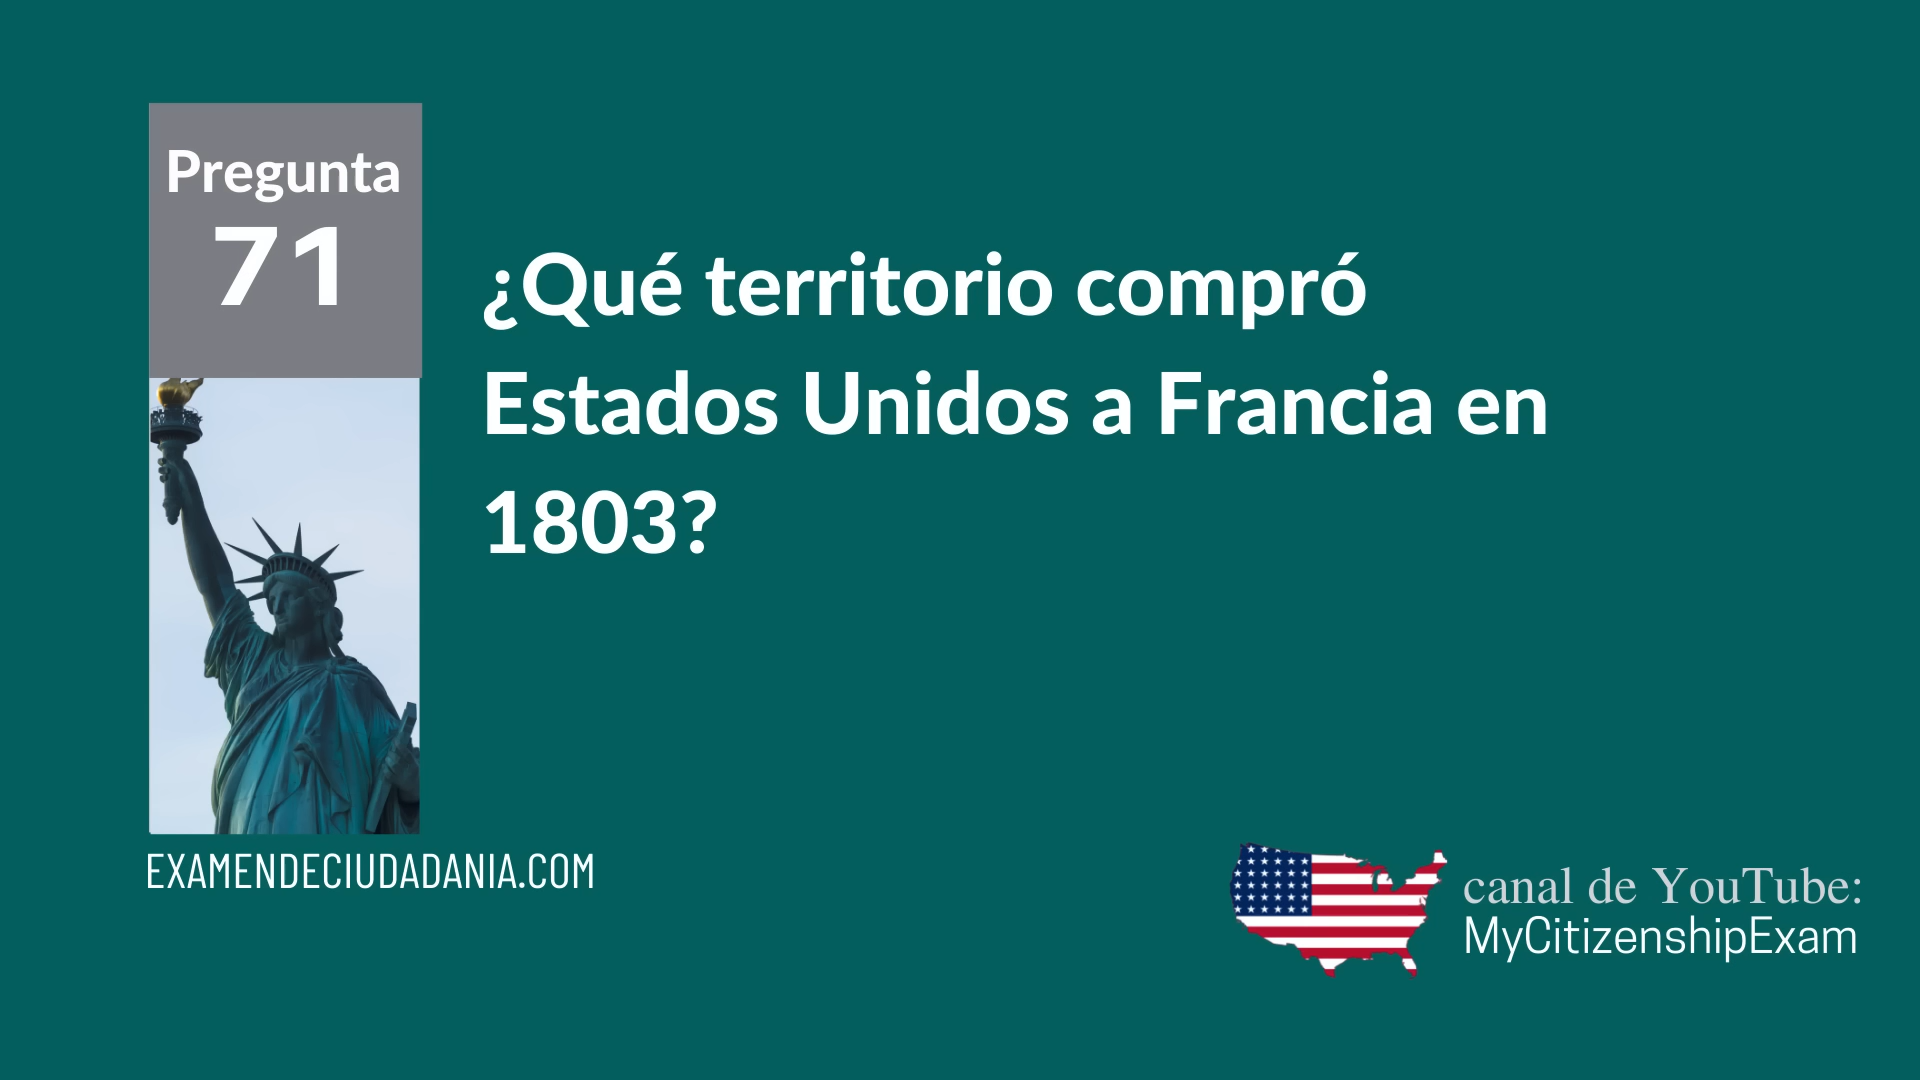 Pregunta
71
¿Qué territorio compró
Estados Unidos a Francia en
1803?
EXAMENDECIUDADANIA.COM
canal de YouTube:
MyCitizenshipExam